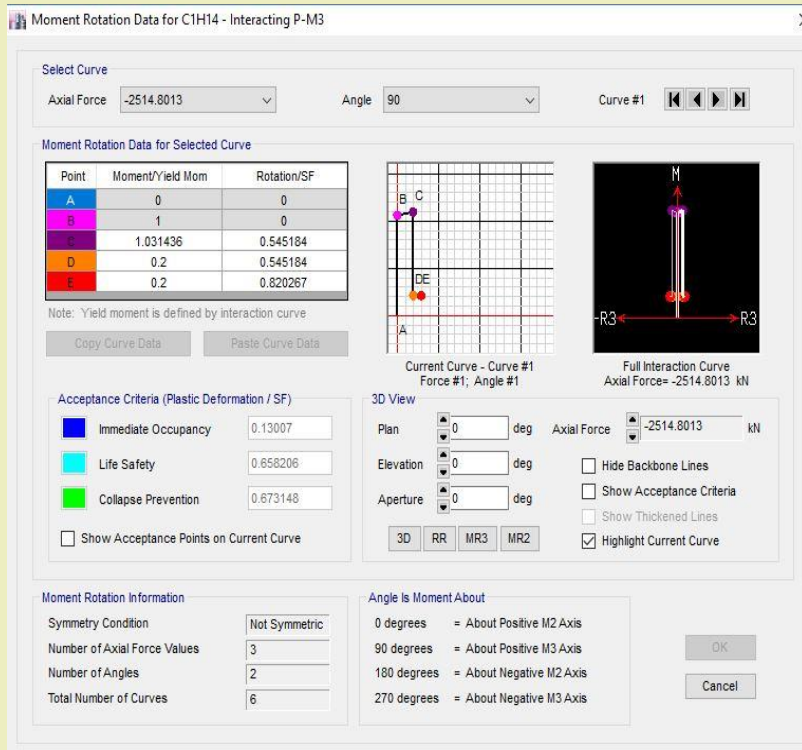 Moment Rotation Data for C1H14 - Interacting P-M3
Select Curve
Axial Force -2514.8013 Angle 90 Curve #1
Moment Rotation Data for Selected Curve
Point Moment/Yield Mom Rotation/SF
A 0 0
B 1 0
C 1.031436 0.545184
D 0.2 0.545184
E 0.2 0.820267
Note: Yield moment is defined by interaction curve
Copy Curve Data Paste Curve Data
B C
DE
A
Current Curve - Curve #1
Force #1; Angle #1
M
-R3 R3
Full Interaction Curve
Axial Force= -2514.8013 kN
Acceptance Criteria (Plastic Deformation / SF)
Immediate Occupancy 0.13007
Life Safety 0.658206
Collapse Prevention 0.673148
Show Acceptance Points on Current Curve
3D View
Plan 0 deg Axial Force -2514.8013 kN
Elevation 0 deg Hide Backbone Lines
Aperture 0 deg Show Acceptance Criteria
Show Thickened Lines
3D RR MR3 MR2 Highlight Current Curve
Moment Rotation Information
Symmetry Condition Not Symmetric
Number of Axial Force Values 3
Number of Angles 2
Total Number of Curves 6
Angle Is Moment About
0 degrees = About Positive M2 Axis
90 degrees = About Positive M3 Axis
180 degrees = About Negative M2 Axis
270 degrees = About Negative M3 Axis
OK
Cancel